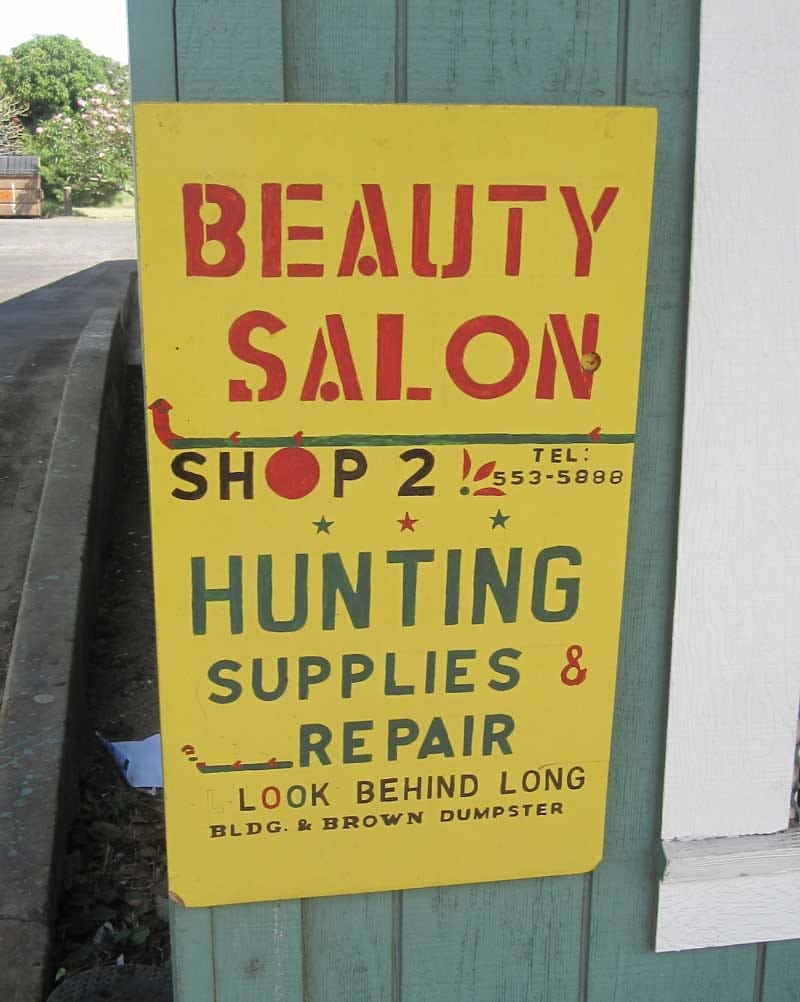 BEAUTY
SALON
SHOP 2
TEL:
553-5888
HUNTING
SUPPLIES &
REPAIR
LOOK BEHIND LONG
BLDG. & BROWN DUMPSTER